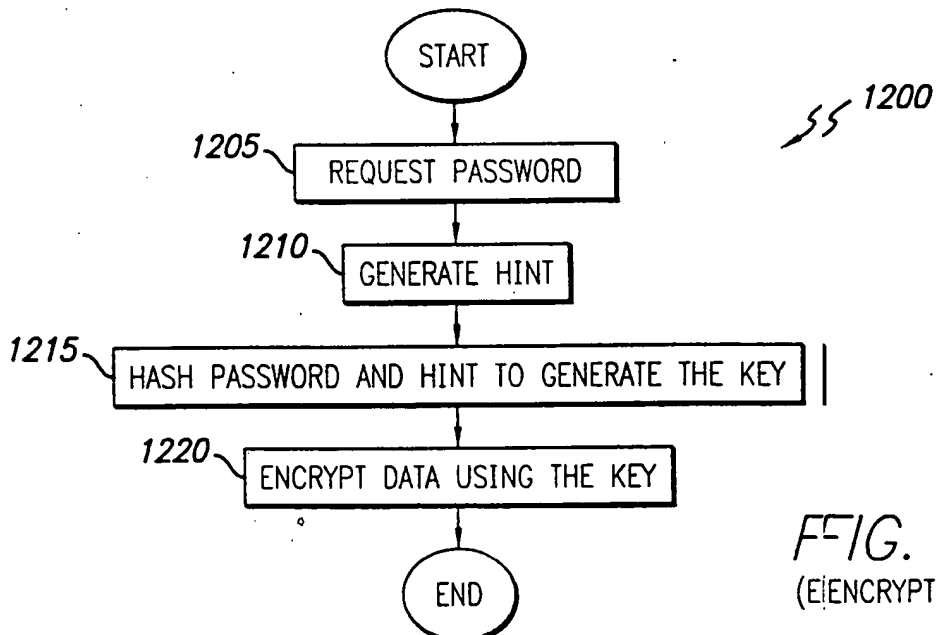 START
1200
1205
REQUEST PASSWORD
1210
GENERATE HINT
1215
HASH PASSWORD AND HINT TO GENERATE THE KEY
1220
ENCRYPT DATA USING THE KEY
END
FIG.
(ENCRYPT